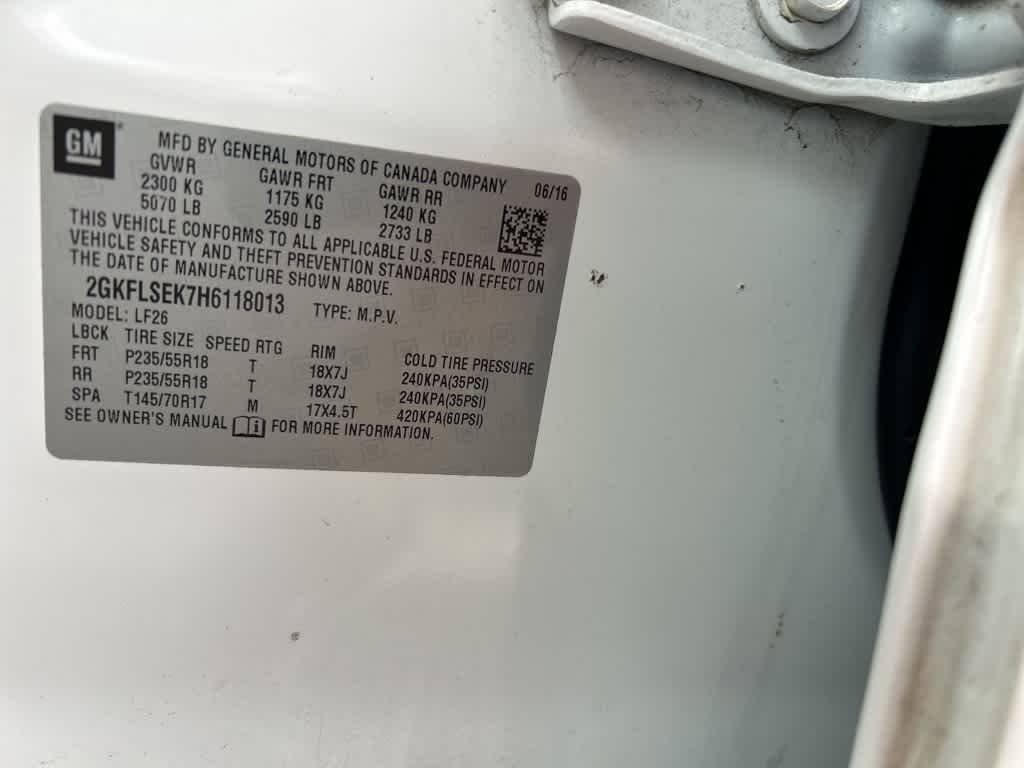 GM
MFD BY GENERAL MOTORS OF CANADA COMPANY 06/16
GVWR GAWR FRT GAWR RR
2300 KG 1175 KG 1240 KG
5070 LB 2590 LB 2733 LB
THIS VEHICLE CONFORMS TO ALL APPLICABLE U.S. FEDERAL MOTOR
VEHICLE SAFETY AND THEFT PREVENTION STANDARDS IN EFFECT ON
THE DATE OF MANUFACTURE SHOWN ABOVE.
2GKFLSEK7H6118013 TYPE: M.P.V.
MODEL: LF26
LBCK TIRE SIZE SPEED RTG RIM COLD TIRE PRESSURE
FRT P235/55R18 T 18X7J 240KPA(35PSI)
RR P235/55R18 T 18X7J 240KPA(35PSI)
SPA T145/70R17 M 17X4.5T 420KPA(60PSI)
SEE OWNER'S MANUAL FOR MORE INFORMATION.